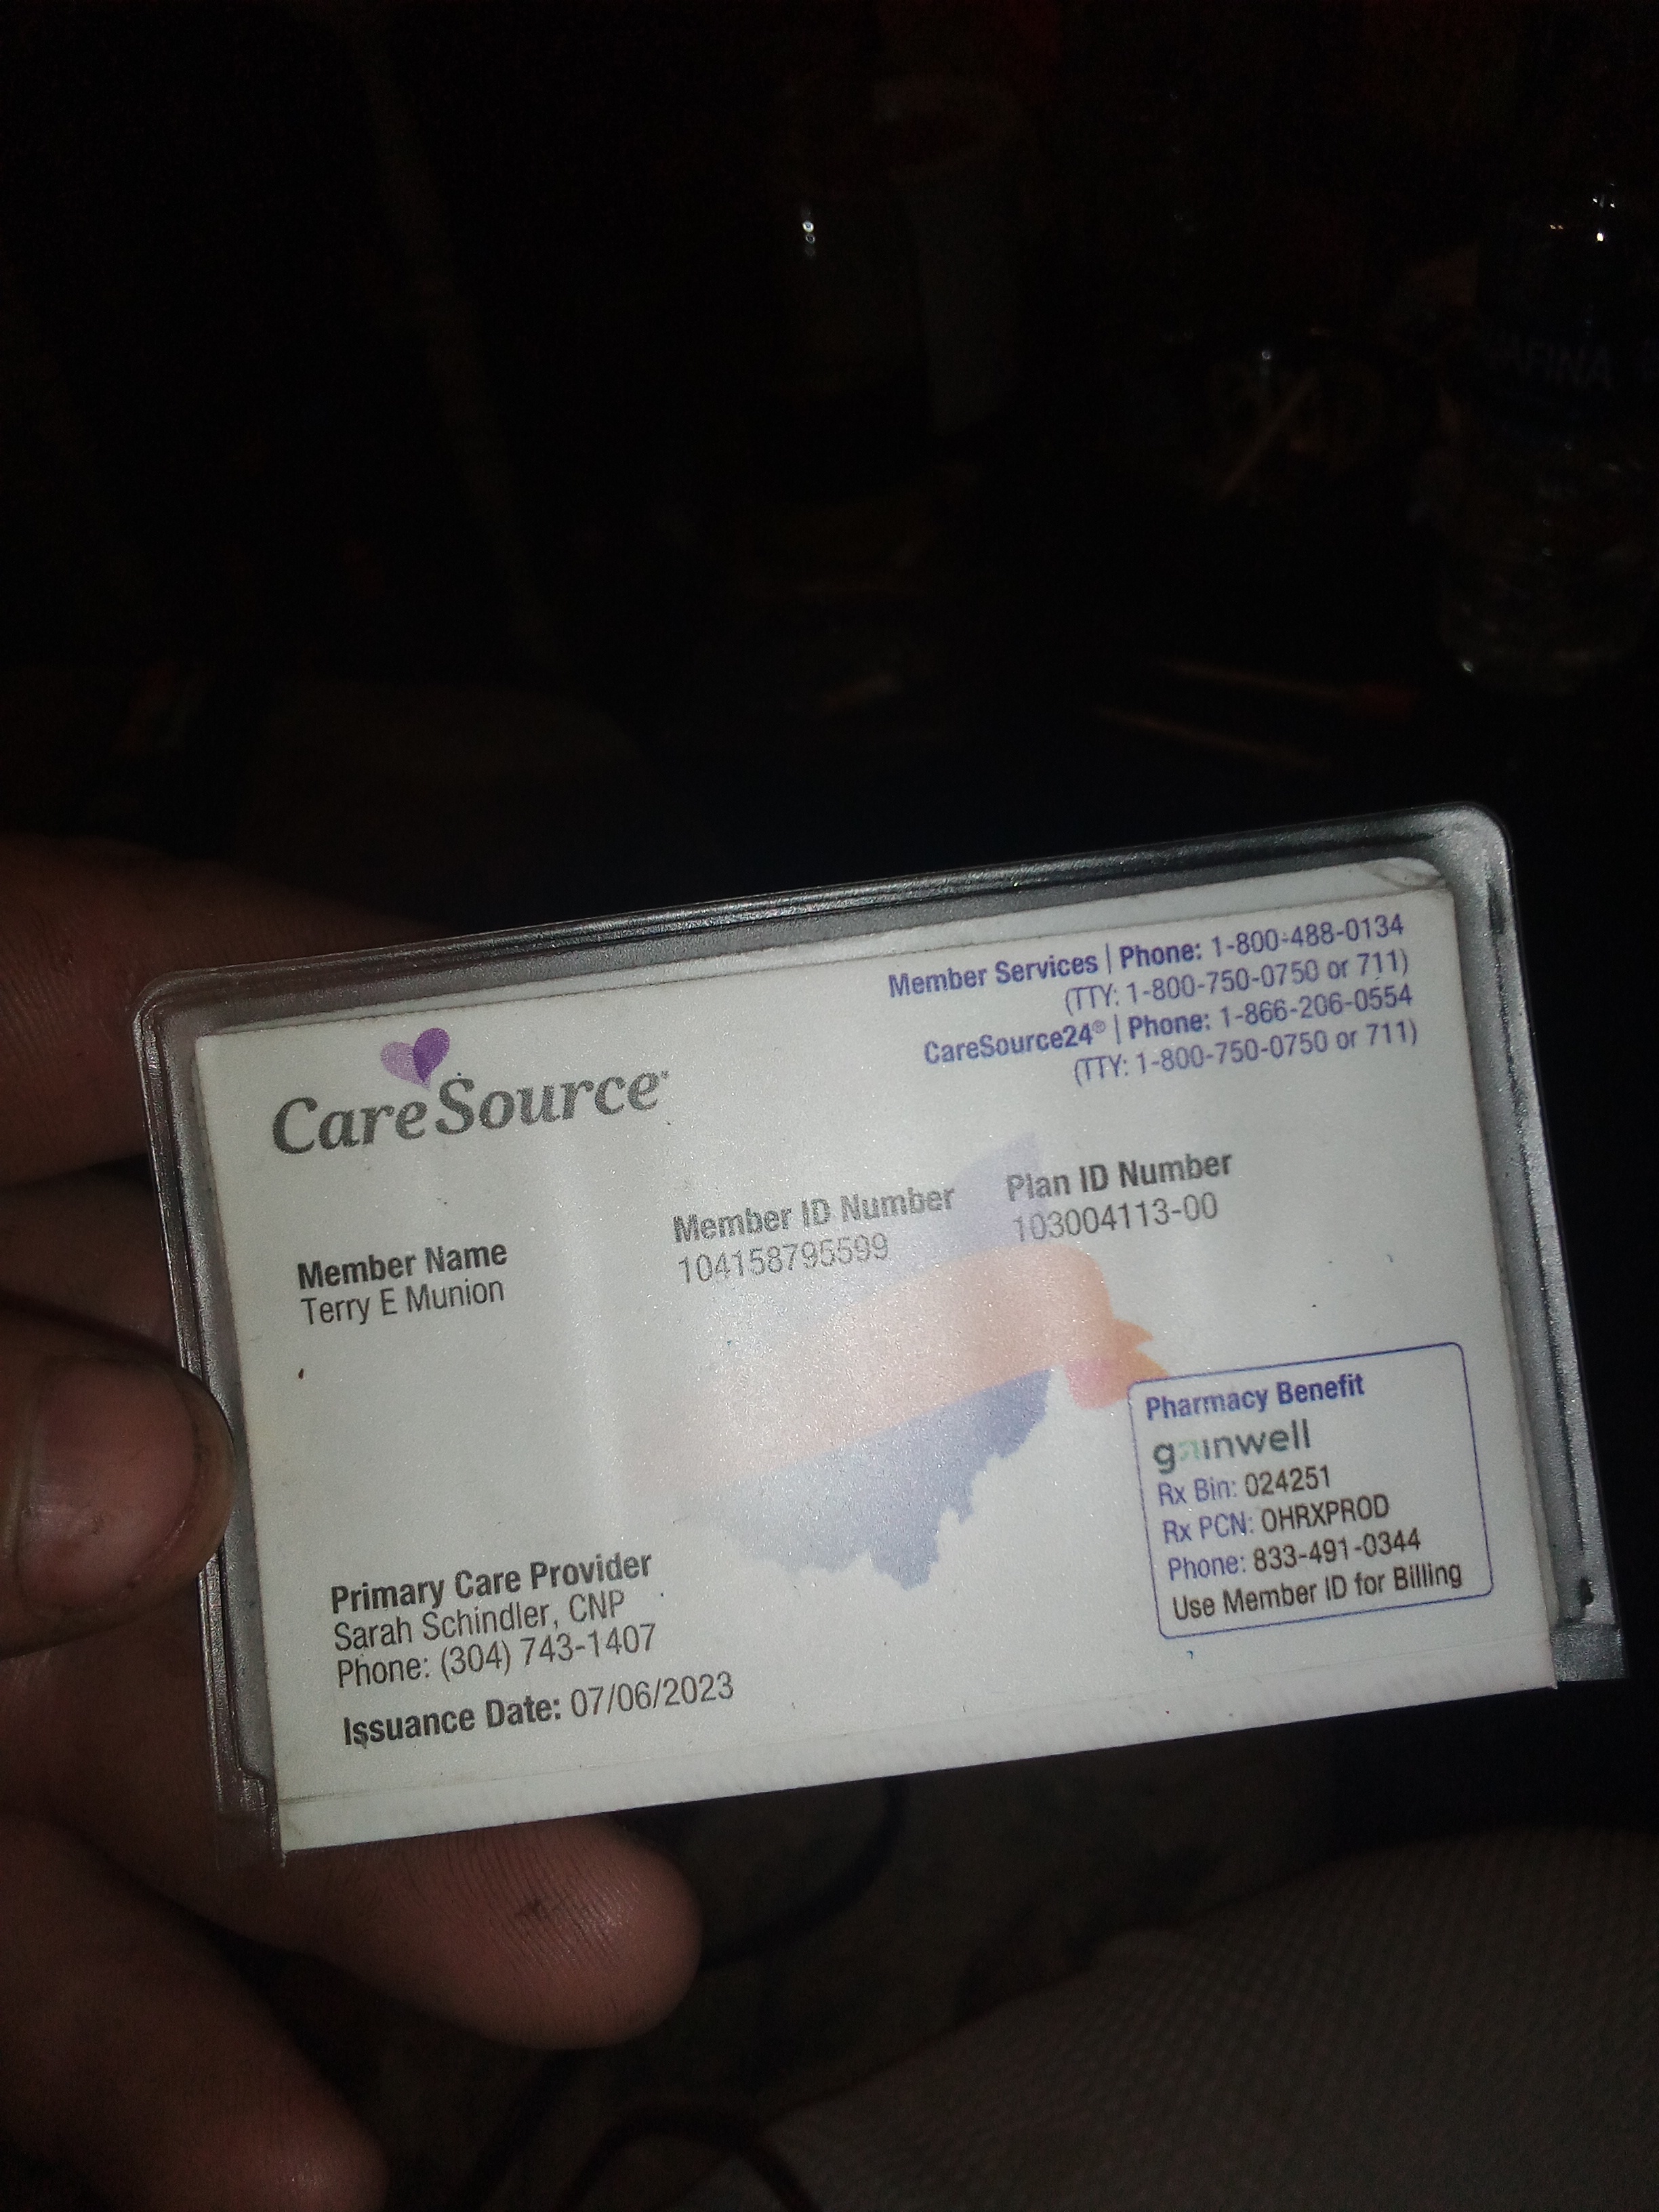 Member Services | Phone: 1-800-488-0134
(TTY: 1-800-750-0750 or 711)
CareSource24® | Phone: 1-866-206-0554
(TTY: 1-800-750-0750 or 711)
CareSource
Member Name
Terry E Munion
Member ID Number
104158795599
Plan ID Number
103004113-00
Primary Care Provider
Sarah Schindler, CNP
Phone: (304) 743-1407
Issuance Date: 07/06/2023
Pharmacy Benefit
gainwell
Rx Bin: 024251
Rx PCN: OHRXPROD
Phone: 833-491-0344
Use Member ID for Billing